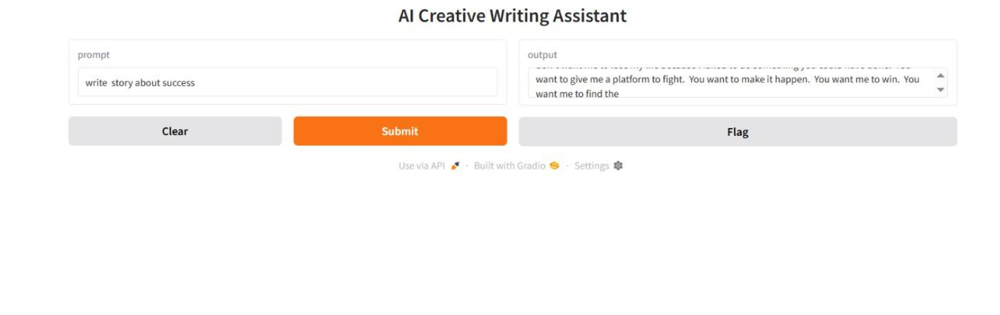 AI Creative Writing Assistant
prompt
write story about success
output
want to give me a platform to fight. You want to make it happen. You want me to win. You
want me to find the
Clear
Submit
Flag
Use via API · Built with Gradio · Settings